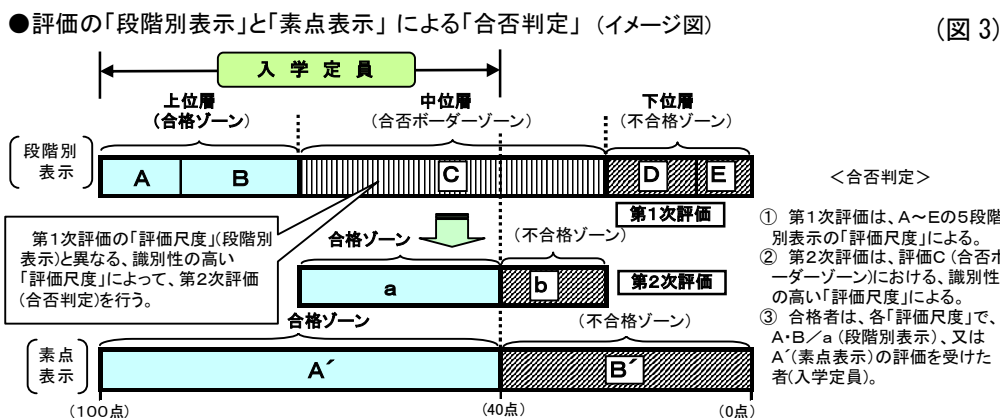 ●評価の「段階別表示」と「素点表示」による「合否判定」（イメージ図）
（図 3）
入 学 定 員
上位層
（合格ゾーン）
中位層
（合否ボーダーゾーン）
下位層
（不合格ゾーン）
段階別
表示
A
B
C
D
E
第1次評価
第1次評価の「評価尺度」（段階別
表示）と異なる、識別性の高い
「評価尺度」によって、第2次評価
（合否判定）を行う。
合格ゾーン
（不合格ゾーン）
a
b
第2次評価
合格ゾーン
（不合格ゾーン）
素点
表示
A´
B´
（100点）
（40点）
（0点）
＜合否判定＞
① 第1次評価は、A～Eの5段階
別表示の「評価尺度」による。
② 第2次評価は、評価C（合否ボ
ーダーゾーン）における、識別性
の高い「評価尺度」による。
③ 合格者は、各「評価尺度」で、
A・B／a（段階別表示）、又は
A´（素点表示）の評価を受けた
者（入学定員）。